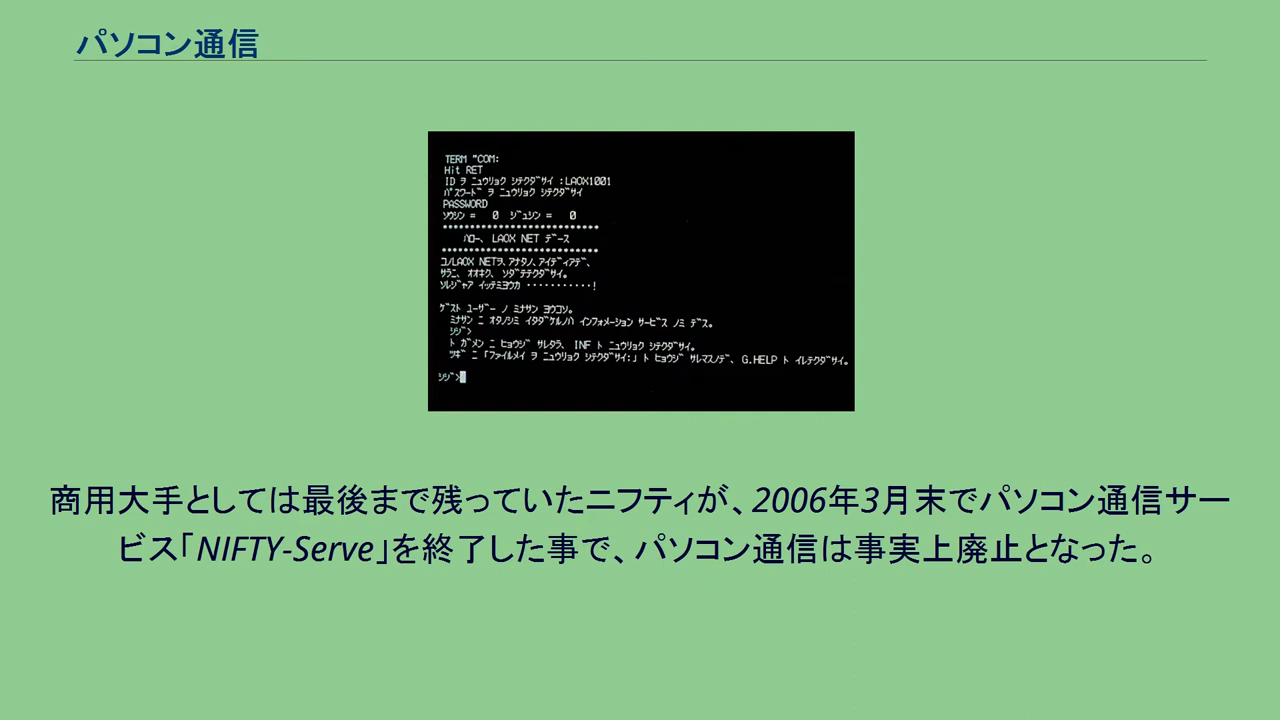 パソコン通信
TERM "COM:
Hit RET
ID ヲ ニュウリョク シテクダサイ :LAOX1001
パスワード ヲ ニュウリョク シテクダサイ
PASSWORD
ソウシン = 0 ジュシン = 0
****************************
ハロー、 LAOX NET デース
****************************
コノLAOX NETヲ、アナタノ、アイディアデ、
サラニ、 オオキク、 ソダテテクダサイ。
ソレジャア イッテミヨウカ ・・・・・・・・・・・!
ゲスト ユーザー ノ ミナサン ヨウコソ。
ミナサン ニ オタノシミ イタダケルノハ インフォメーション サービス ノミ デス。
シジ>
ト ガメン ニ ヒョウジ サレタラ、 INF ト ニュウリョク シテクダサイ。
ツギ ニ 「ファイルメイ ヲ ニュウリョク シテクダサイ:」 ト ヒョウジ サレマスノデ、 G.HELP ト イレテクダサイ。
シジ>
商用大手としては最後まで残っていたニフティが、2006年3月末でパソコン通信サー
ビス「NIFTY-Serve」を終了した事で、パソコン通信は事実上廃止となった。